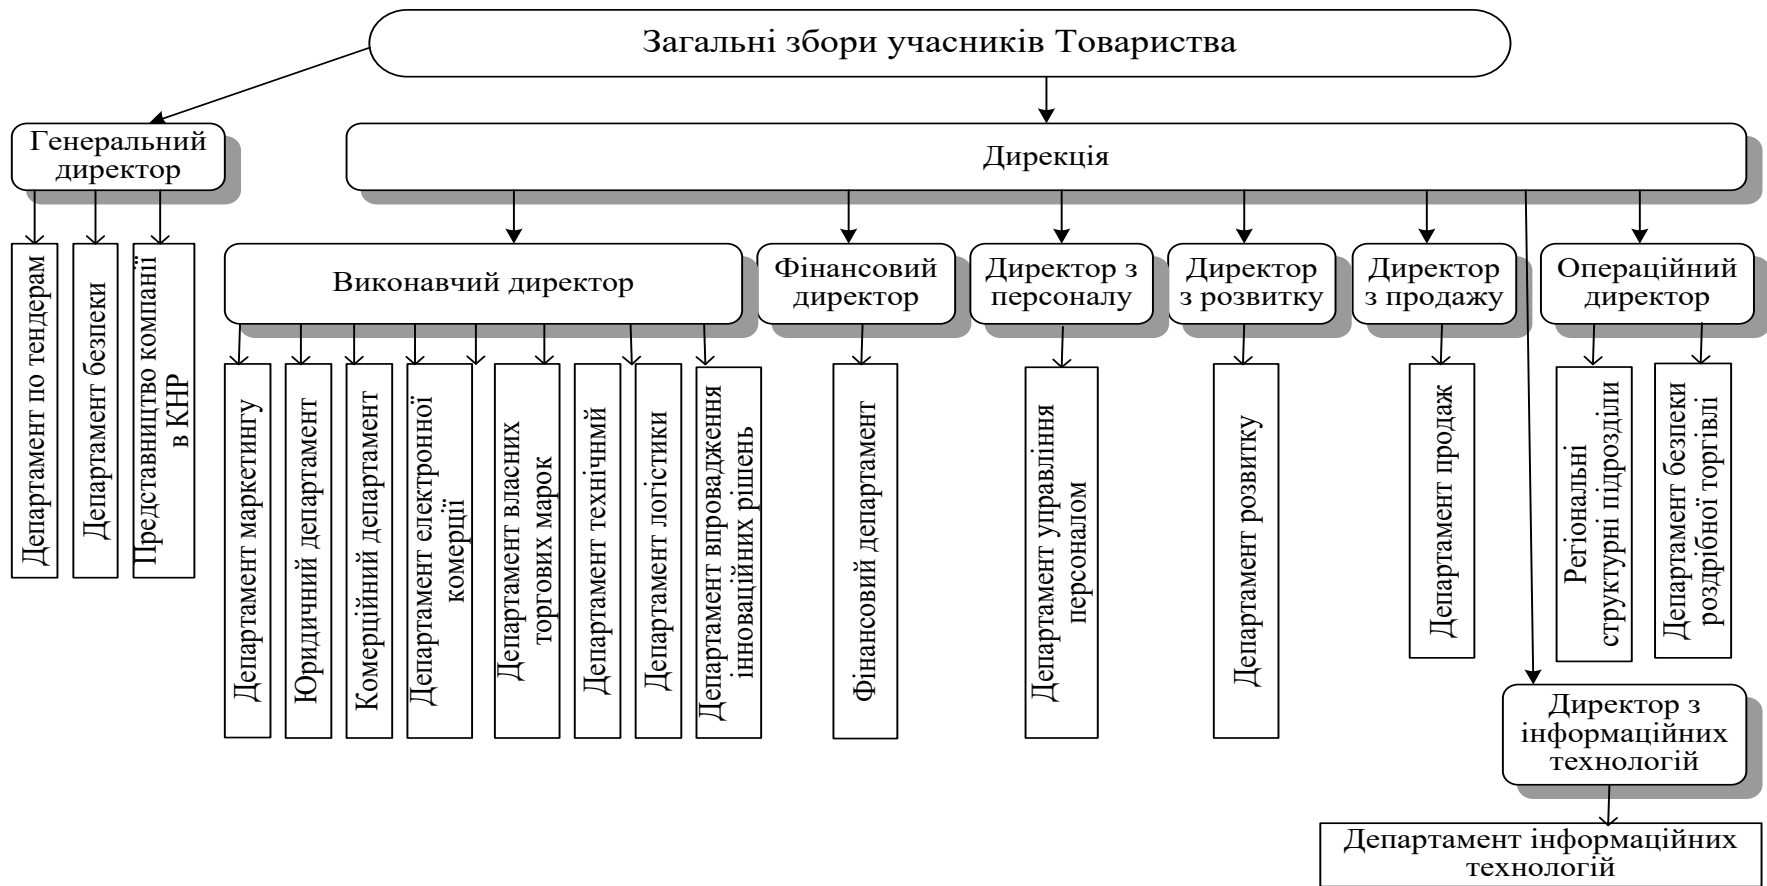 Загальні збори учасників Товариства
Генеральний
директор
Дирекція
Департамент по тендерам
Департамент безпеки
Представництво компанії
в КНР
Виконавчий директор
Фінансовий
директор
Директор з
персоналу
Директор
з розвитку
Директор
з продажу
Операційний
директор
Департамент маркетингу
Юридичний департамент
Комерційний департамент
Департамент електронної
комерції
Департамент власних
торгових марок
Департамент технічнмй
Департамент логістики
Департамент впровадження
інноваційних рішень
Фінансовий департамент
Департамент управління
персоналом
Департамент розвитку
Департамент продаж
Регіональні
структурні підрозділи
Департамент безпеки
роздрібної торгівлі
Директор з
інформаційних
технологій
Департамент інформаційних
технологій